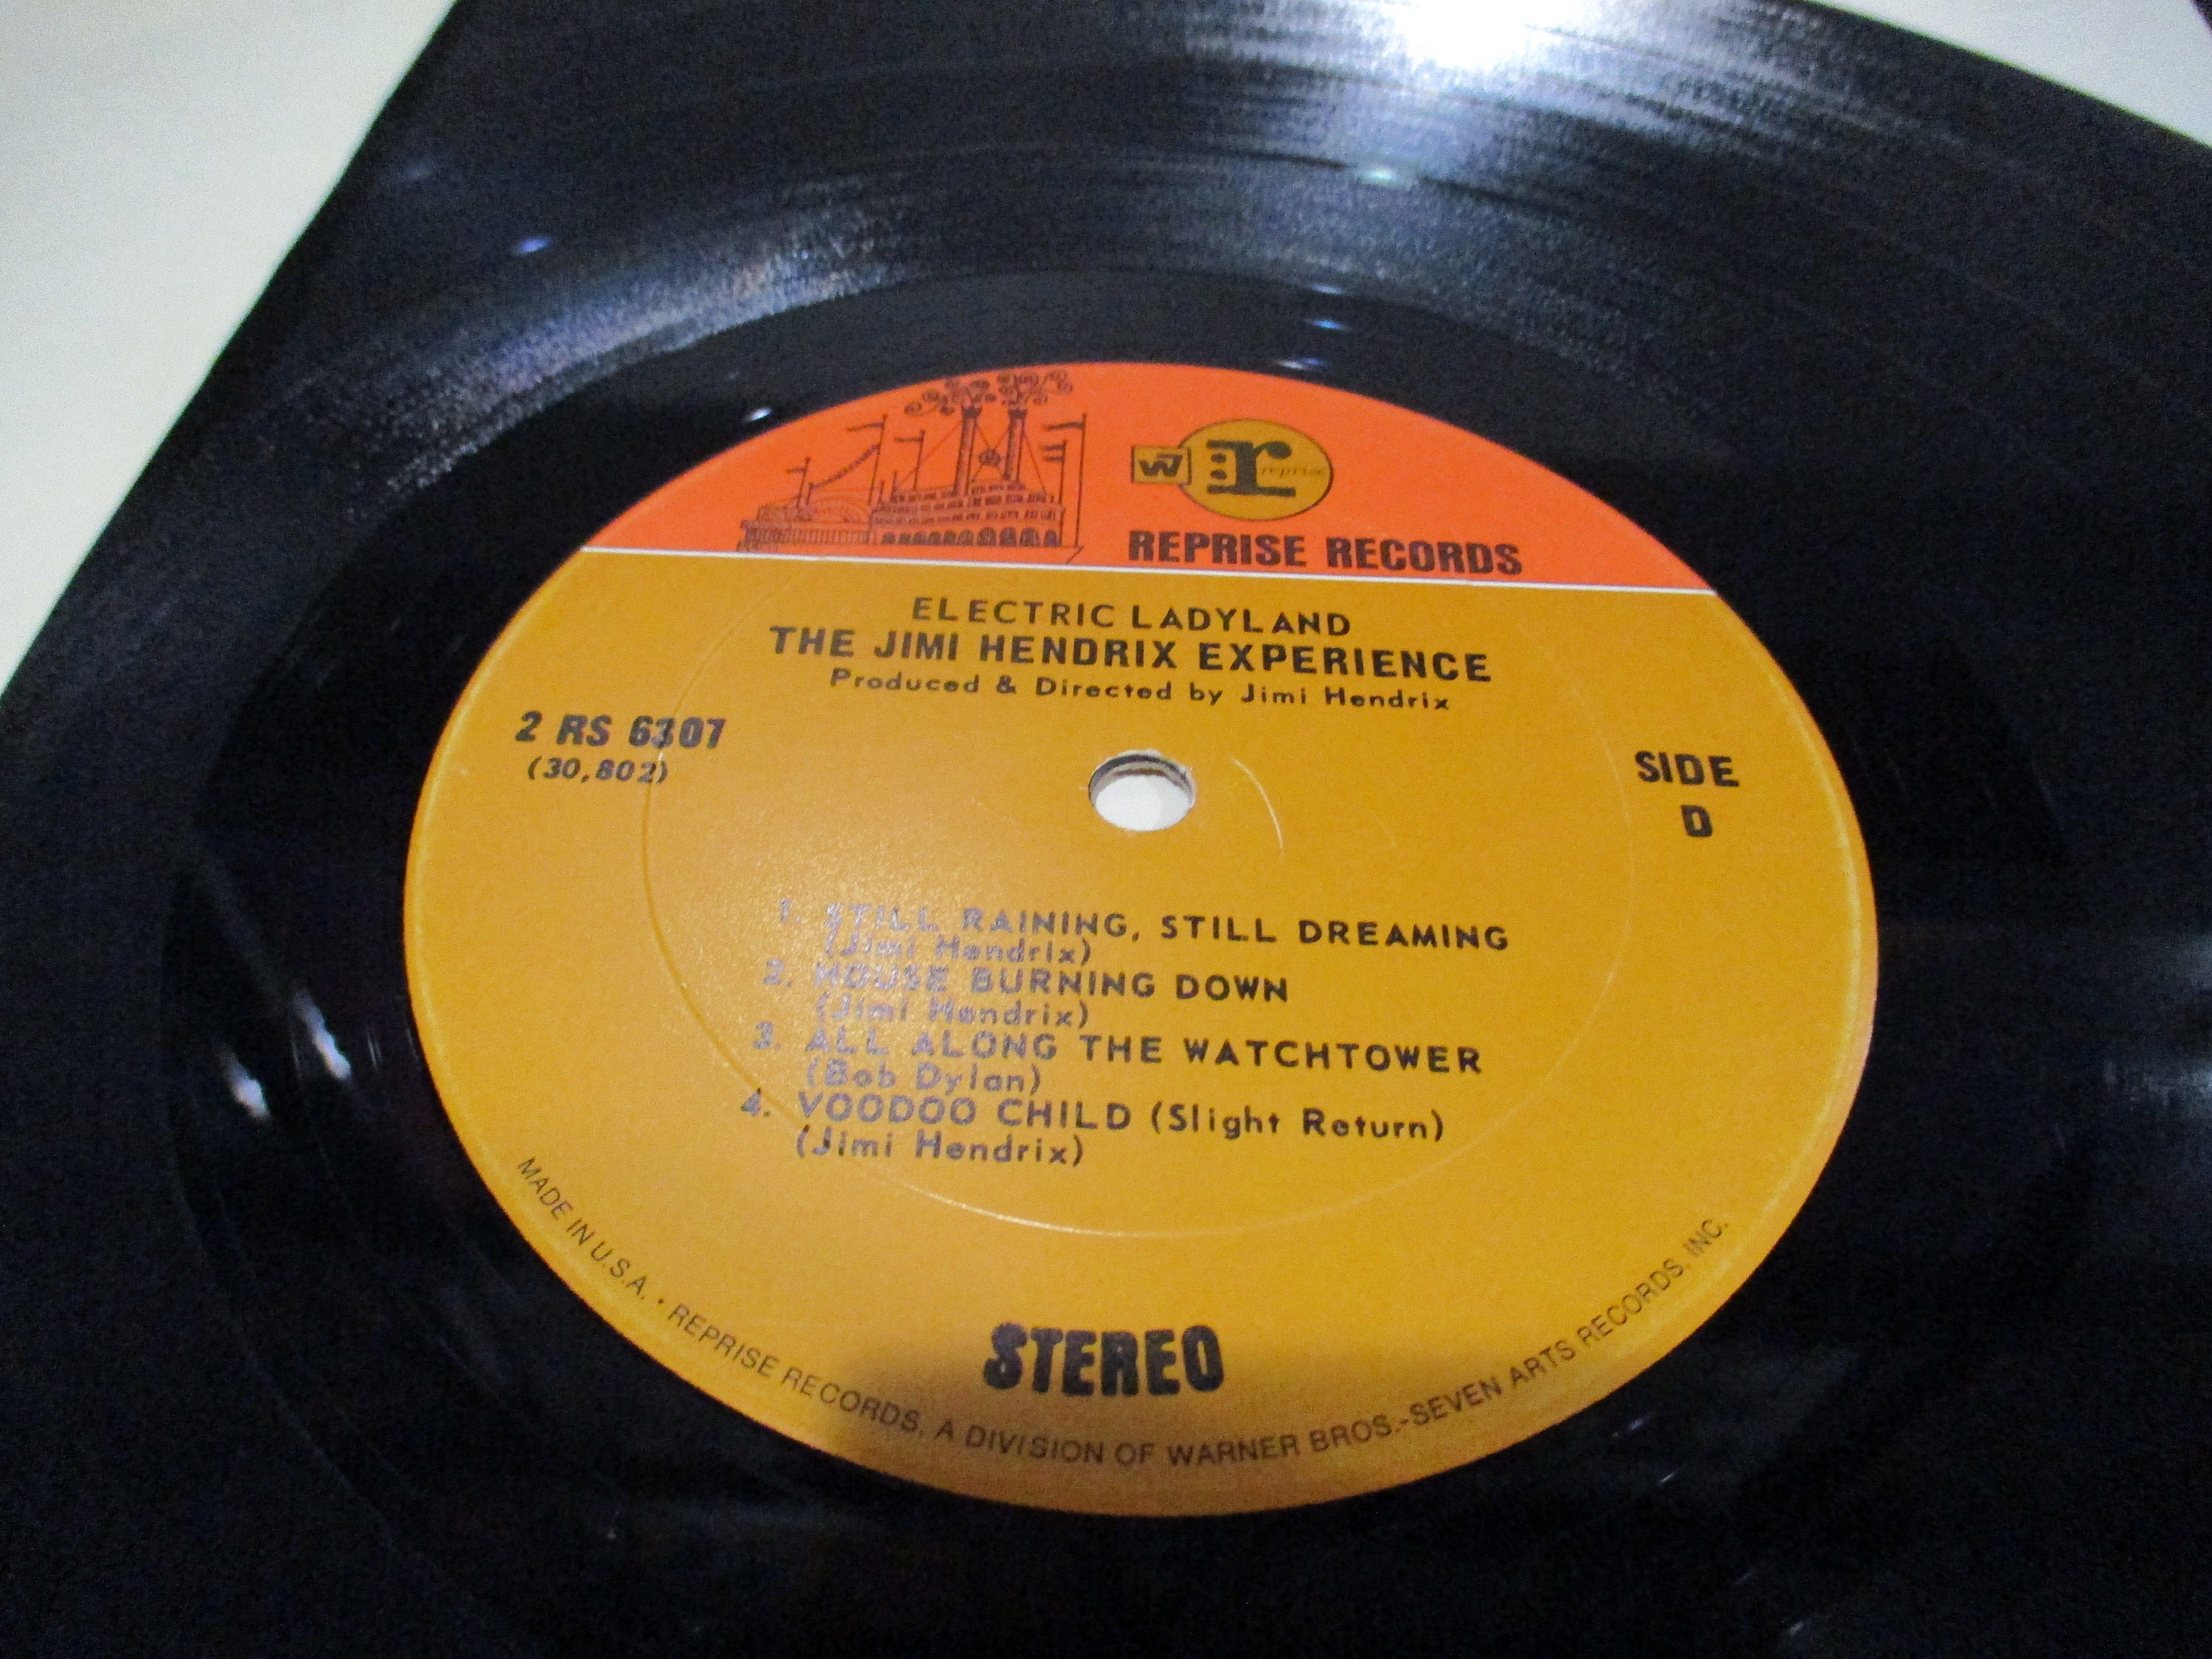 W
r
reprise
REPRISE RECORDS
ELECTRIC LADYLAND
THE JIMI HENDRIX EXPERIENCE
Produced & Directed by Jimi Hendrix
2 RS 6307
(30,802)
SIDE
D
1. STILL RAINING, STILL DREAMING
(Jimi Hendrix)
2. HOUSE BURNING DOWN
(Jimi Hendrix)
3. ALL ALONG THE WATCHTOWER
(Bob Dylan)
4. VOODOO CHILD (Slight Return)
(Jimi Hendrix)
STEREO
MADE IN U.S.A. • REPRISE RECORDS, A DIVISION OF WARNER BROS.-SEVEN ARTS RECORDS, INC.